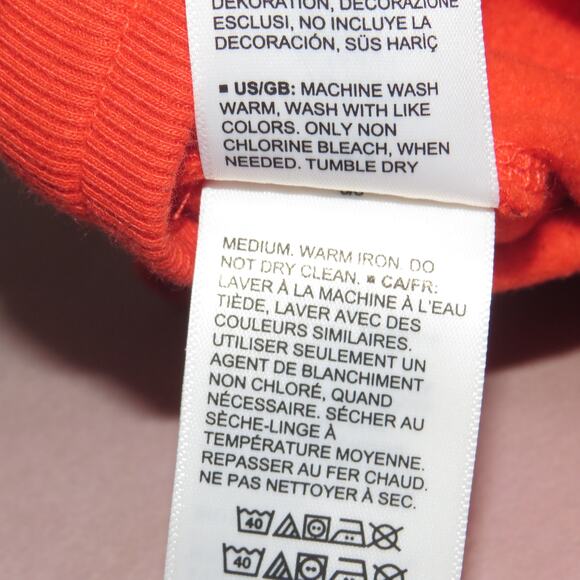 DEKORATION, DECORAZIONE
ESCLUSI, NO INCLUYE LA
DECORACIÓN, SÜS HARİÇ
■ US/GB: MACHINE WASH
WARM, WASH WITH LIKE
COLORS. ONLY NON
CHLORINE BLEACH, WHEN
NEEDED. TUMBLE DRY
MEDIUM. WARM IRON. DO
NOT DRY CLEAN. ■ CA/FR:
LAVER À LA MACHINE À L'EAU
TIÈDE, LAVER AVEC DES
COULEURS SIMILAIRES.
UTILISER SEULEMENT UN
AGENT DE BLANCHIMENT
NON CHLORÉ, QUAND
NÉCESSAIRE. SÉCHER AU
SÈCHE-LINGE À
TEMPÉRATURE MOYENNE.
REPASSER AU FER CHAUD.
NE PAS NETTOYER À SEC.
40
40